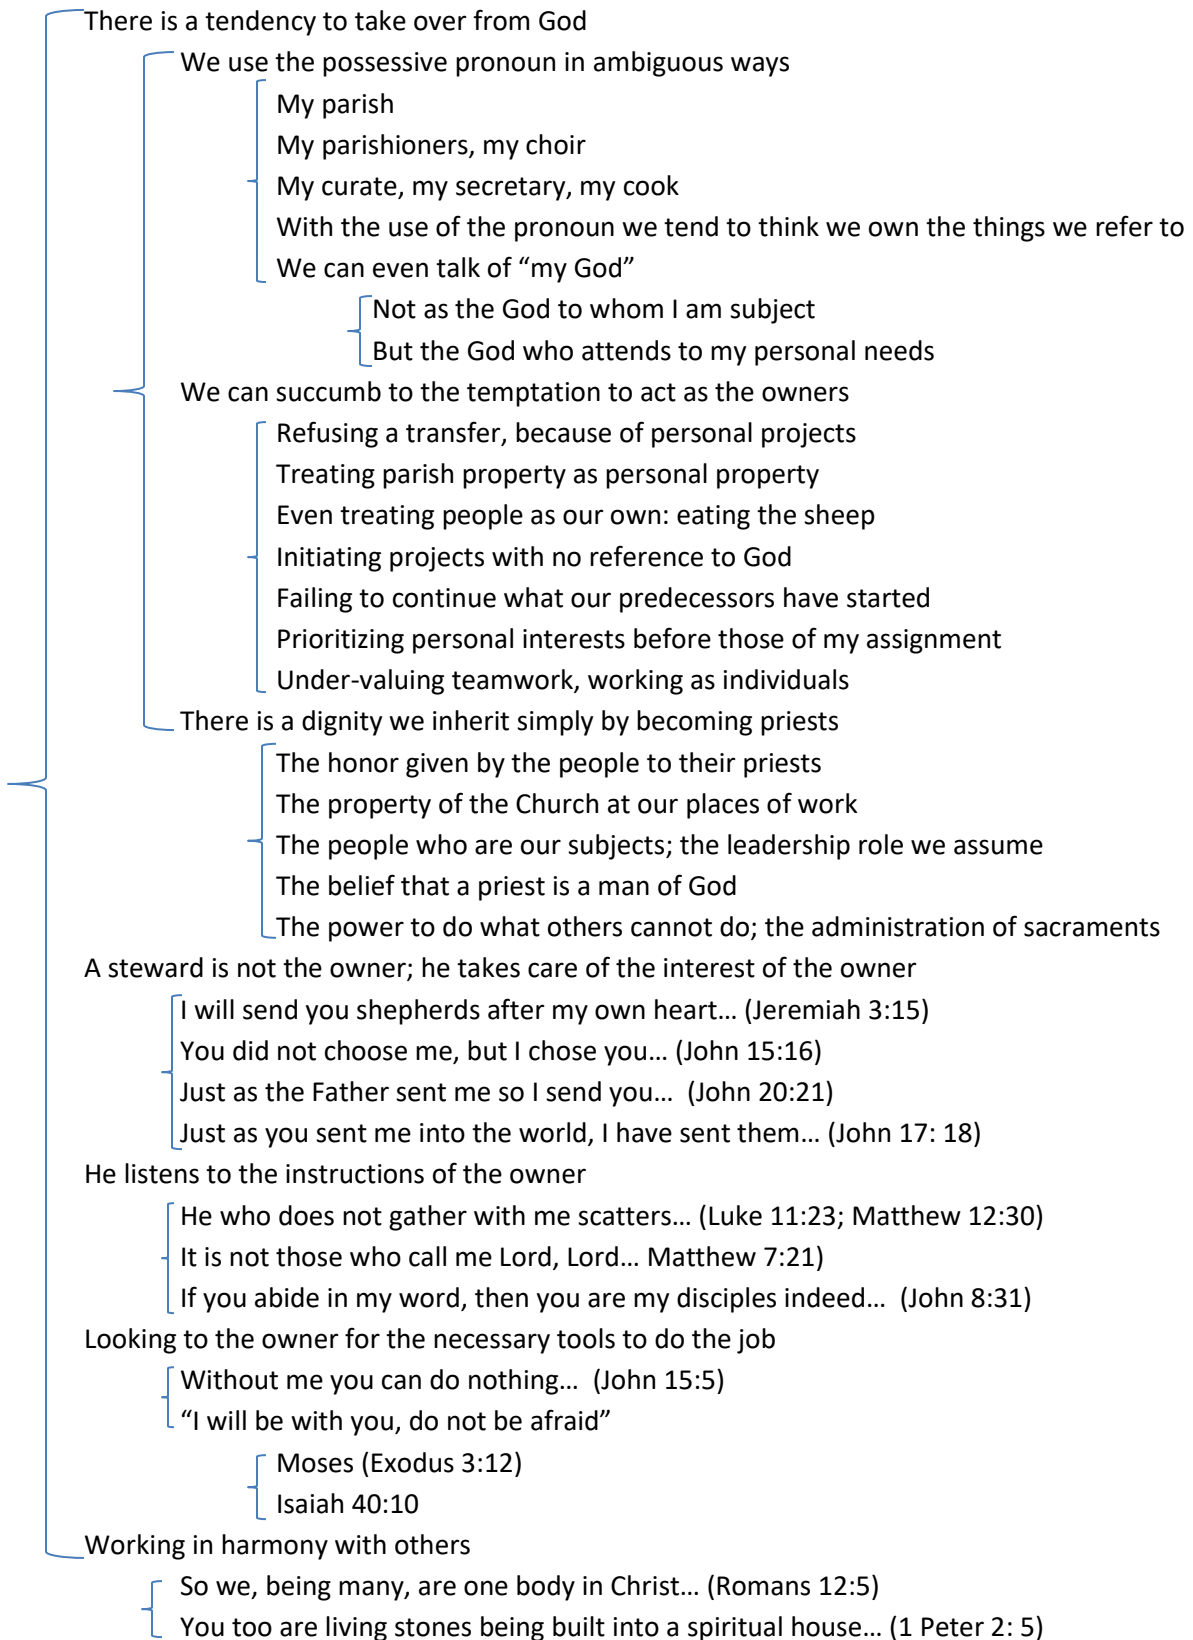 There is a tendency to take over from God
We use the possessive pronoun in ambiguous ways
My parish
My parishioners, my choir
My curate, my secretary, my cook
With the use of the pronoun we tend to think we own the things we refer to
We can even talk of “my God”
Not as the God to whom I am subject
But the God who attends to my personal needs
We can succumb to the temptation to act as the owners
Refusing a transfer, because of personal projects
Treating parish property as personal property
Even treating people as our own: eating the sheep
Initiating projects with no reference to God
Failing to continue what our predecessors have started
Prioritizing personal interests before those of my assignment
Under-valuing teamwork, working as individuals
There is a dignity we inherit simply by becoming priests
The honor given by the people to their priests
The property of the Church at our places of work
The people who are our subjects; the leadership role we assume
The belief that a priest is a man of God
The power to do what others cannot do; the administration of sacraments
A steward is not the owner; he takes care of the interest of the owner
I will send you shepherds after my own heart… (Jeremiah 3:15)
You did not choose me, but I chose you… (John 15:16)
Just as the Father sent me so I send you… (John 20:21)
Just as you sent me into the world, I have sent them… (John 17: 18)
He listens to the instructions of the owner
He who does not gather with me scatters… (Luke 11:23; Matthew 12:30)
It is not those who call me Lord, Lord… Matthew 7:21)
If you abide in my word, then you are my disciples indeed… (John 8:31)
Looking to the owner for the necessary tools to do the job
Without me you can do nothing… (John 15:5)
“I will be with you, do not be afraid”
Moses (Exodus 3:12)
Isaiah 40:10
Working in harmony with others
So we, being many, are one body in Christ… (Romans 12:5)
You too are living stones being built into a spiritual house… (1 Peter 2: 5)